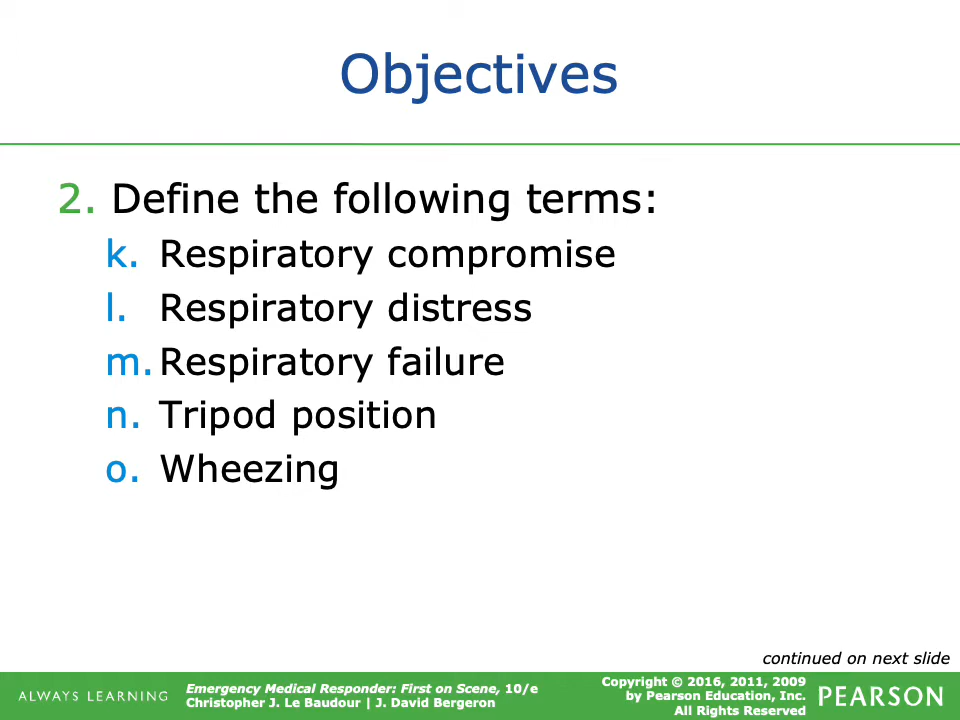 Objectives
2. Define the following terms:
k. Respiratory compromise
l. Respiratory distress
m. Respiratory failure
n. Tripod position
o. Wheezing
continued on next slide
ALWAYS LEARNING
Emergency Medical Responder: First on Scene, 10/e
Christopher J. Le Baudour | J. David Bergeron
Copyright © 2016, 2011, 2009
by Pearson Education, Inc.
All Rights Reserved
PEARSON